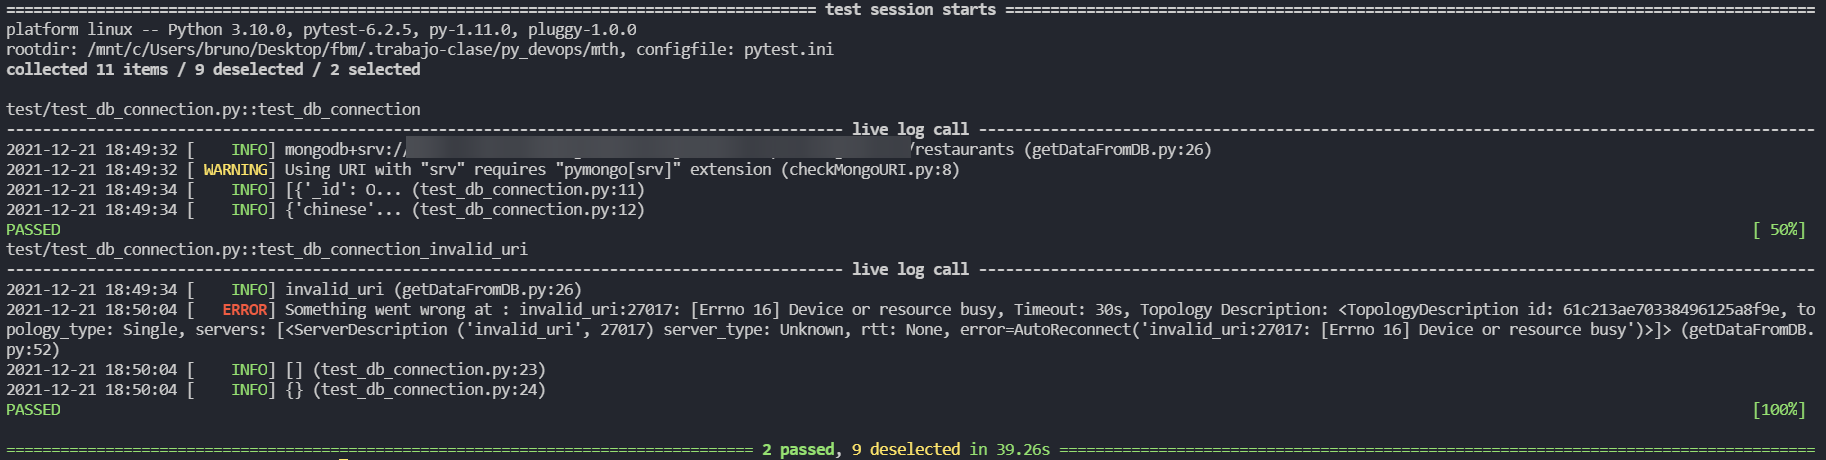 ============================= test session starts =============================
platform linux -- Python 3.10.0, pytest-6.2.5, py-1.11.0, pluggy-1.0.0
rootdir: /mnt/c/Users/bruno/Desktop/fbm/.trabajo-clase/py_devops/mth, configfile: pytest.ini
collected 11 items / 9 deselected / 2 selected
test/test_db_connection.py::test_db_connection
----------------------------- live log call -----------------------------
2021-12-21 18:49:32 [    INFO] mongodb+srv:// /restaurants (getDataFromDB.py:26)
2021-12-21 18:49:32 [ WARNING] Using URI with "srv" requires "pymongo[srv]" extension (checkMongoURI.py:8)
2021-12-21 18:49:34 [    INFO] [{'_id': O... (test_db_connection.py:11)
2021-12-21 18:49:34 [    INFO] {'chinese'... (test_db_connection.py:12)
PASSED [ 50%]
test/test_db_connection.py::test_db_connection_invalid_uri
----------------------------- live log call -----------------------------
2021-12-21 18:49:34 [    INFO] invalid_uri (getDataFromDB.py:26)
2021-12-21 18:50:04 [   ERROR] Something went wrong at : invalid_uri:27017: [Errno 16] Device or resource busy, Timeout: 30s, Topology Description: <TopologyDescription id: 61c213ae70338496125a8f9e, to
pology_type: Single, servers: [<ServerDescription ('invalid_uri', 27017) server_type: Unknown, rtt: None, error=AutoReconnect('invalid_uri:27017: [Errno 16] Device or resource busy')>]> (getDataFromDB.
py:52)
2021-12-21 18:50:04 [    INFO] [] (test_db_connection.py:23)
2021-12-21 18:50:04 [    INFO] {} (test_db_connection.py:24)
PASSED [100%]
============================= 2 passed, 9 deselected in 39.26s =============================